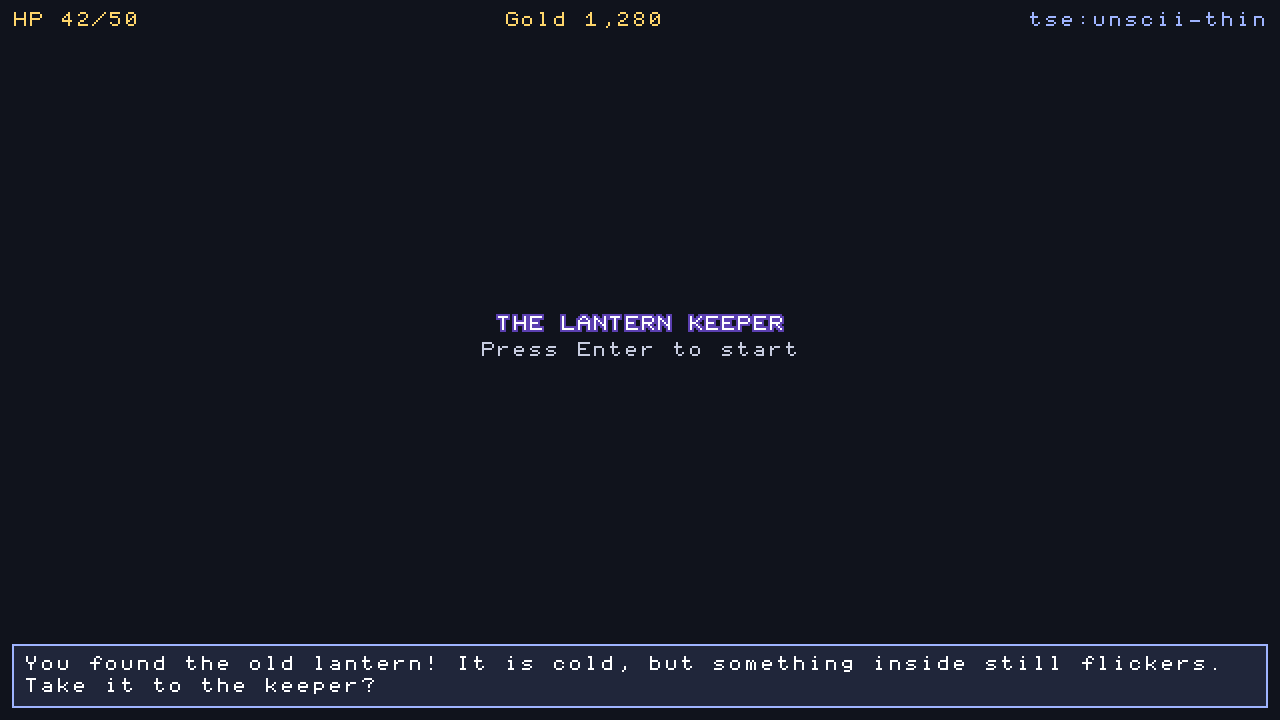 HP 42/50
Gold 1,280
tse:unscii-thin
THE LANTERN KEEPER
Press Enter to start
You found the old lantern! It is cold, but something inside still flickers.
Take it to the keeper?